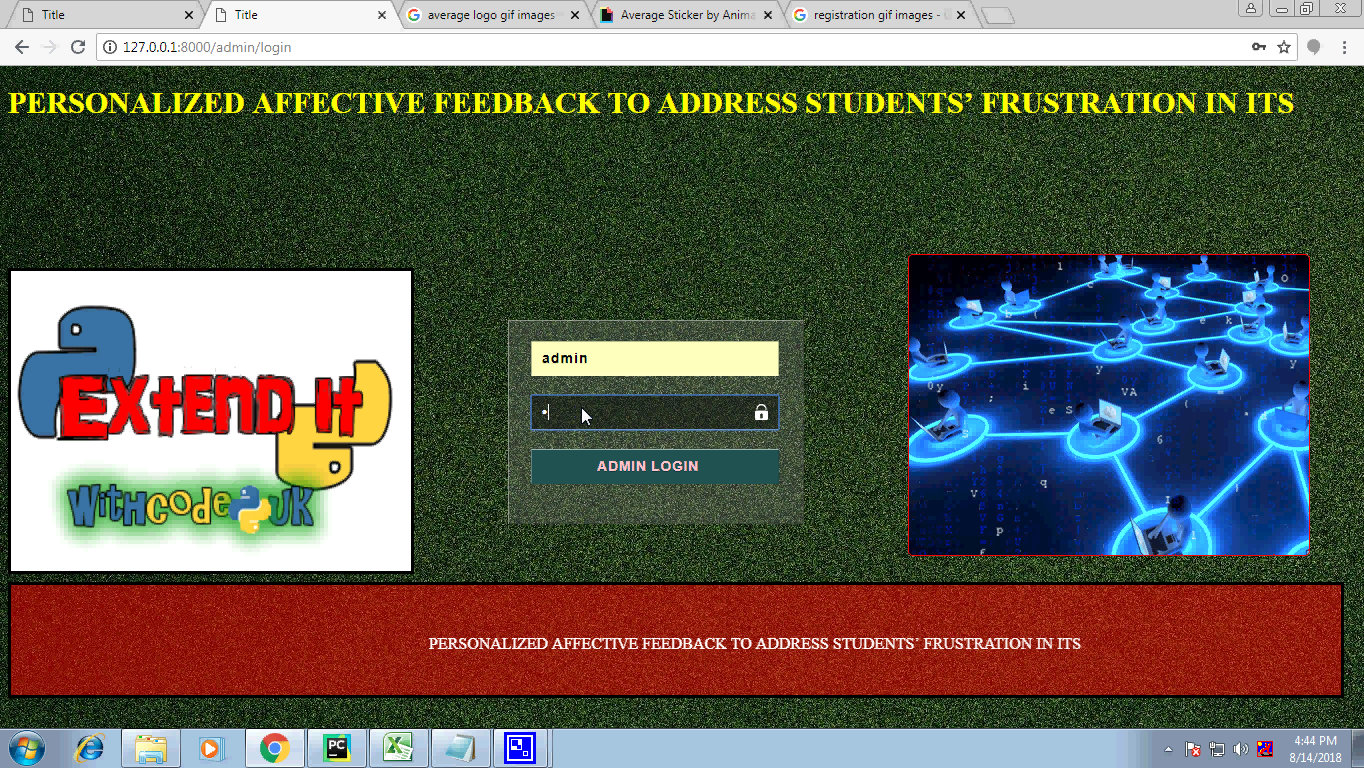 Title
Title
average logo gif images -
Average Sticker by Anima
registration gif images -
127.0.0.1:8000/admin/login
PERSONALIZED AFFECTIVE FEEDBACK TO ADDRESS STUDENTS’ FRUSTRATION IN ITS
EXtEND It
WitHcode UK
admin
ADMIN LOGIN
PERSONALIZED AFFECTIVE FEEDBACK TO ADDRESS STUDENTS’ FRUSTRATION IN ITS
PC
4:44 PM
8/14/2018